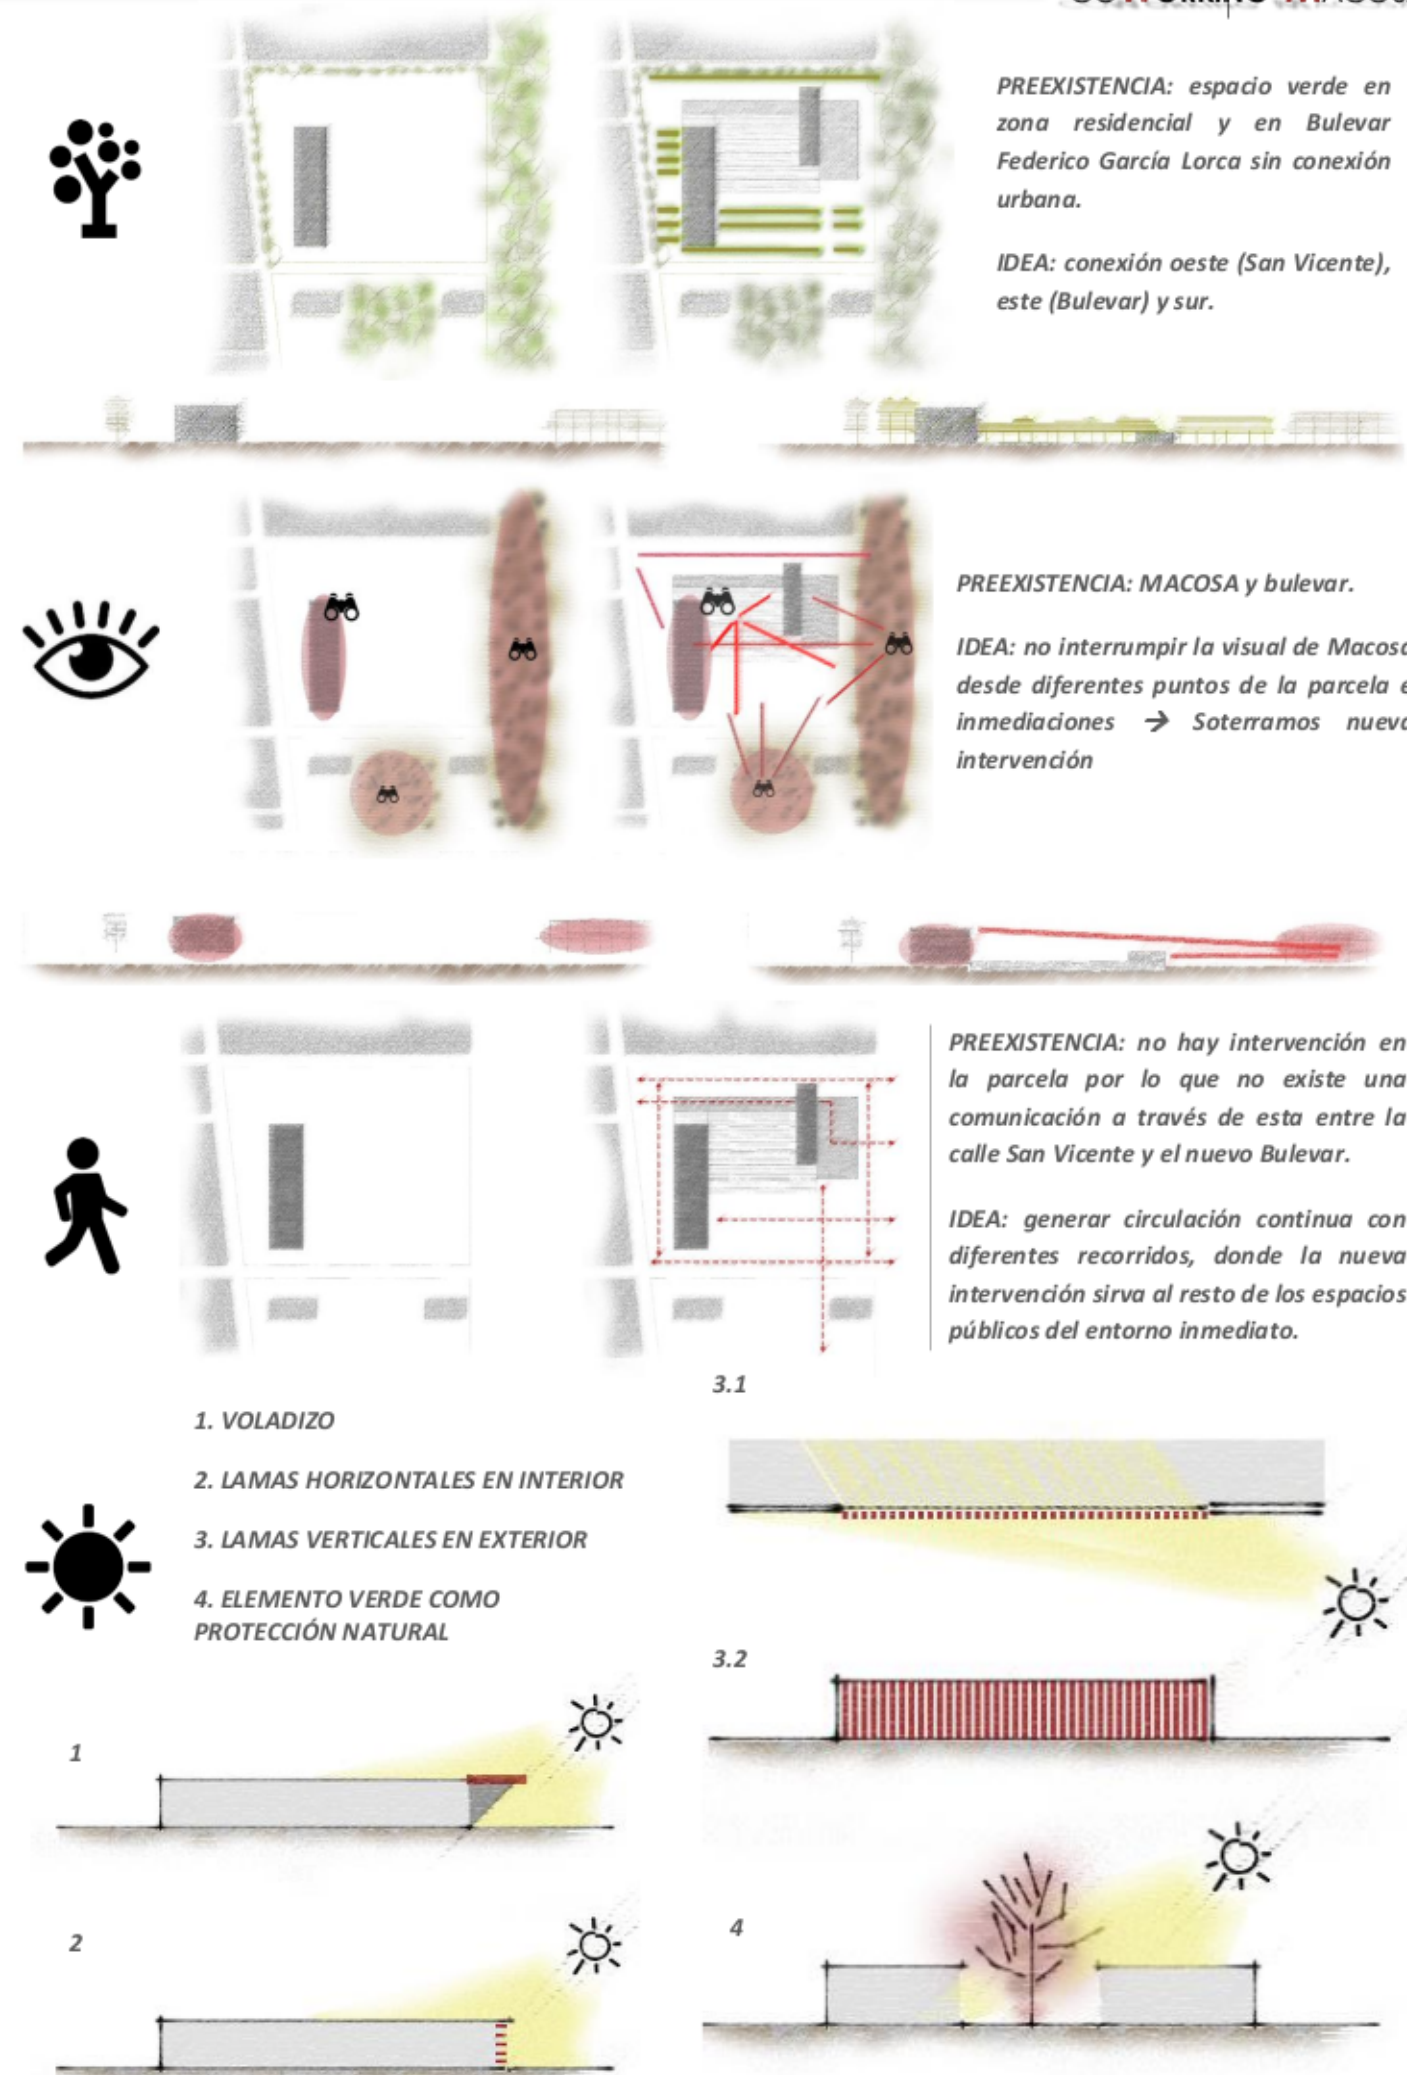 PREEXISTENCIA: espacio verde en
zona residencial y en Bulevar
Federico García Lorca sin conexión
urbana.
IDEA: conexión oeste (San Vicente),
este (Bulevar) y sur.
PREEXISTENCIA: MACOSA y bulevar.
IDEA: no interrumpir la visual de Macosa
desde diferentes puntos de la parcela e
inmediaciones → Soterramos nueva
intervención
PREEXISTENCIA: no hay intervención en
la parcela por lo que no existe una
comunicación a través de esta entre la
calle San Vicente y el nuevo Bulevar.
IDEA: generar circulación continua con
diferentes recorridos, donde la nueva
intervención sirva al resto de los espacios
públicos del entorno inmediato.
1. VOLADIZO
2. LAMAS HORIZONTALES EN INTERIOR
3. LAMAS VERTICALES EN EXTERIOR
4. ELEMENTO VERDE COMO
PROTECCIÓN NATURAL
1
2
3.1
3.2
4